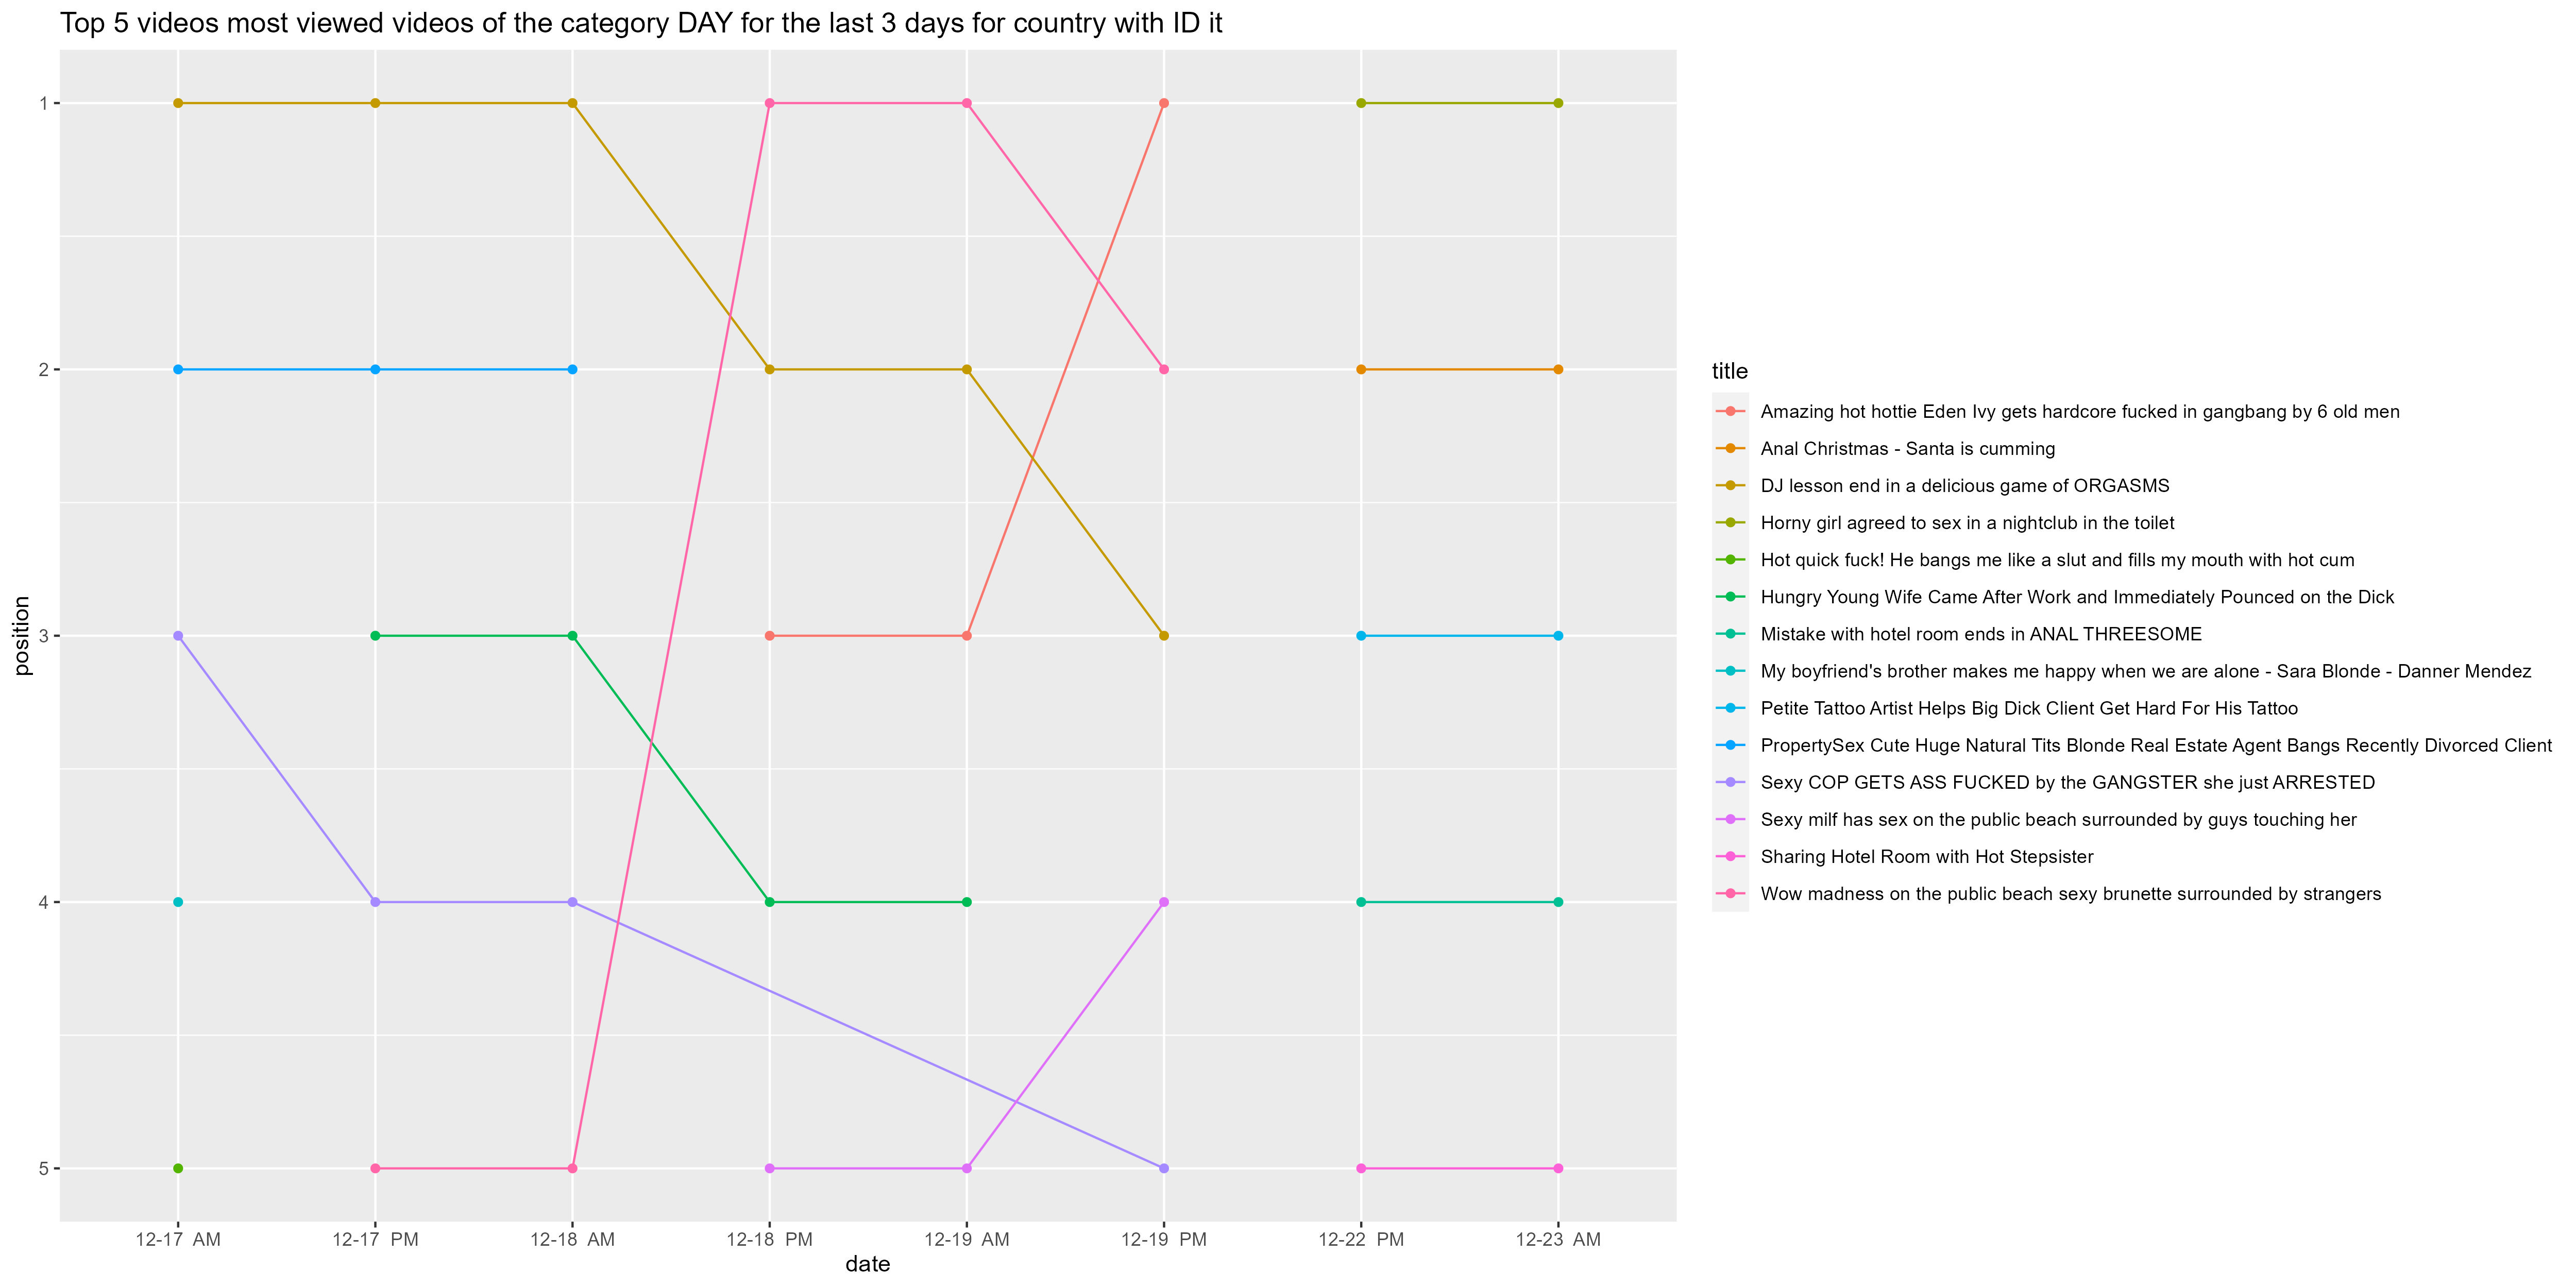 Top 5 videos most viewed videos of the category DAY for the last 3 days for country with ID it
position
1
2
3
4
5
12-17 AM
12-17 PM
12-18 AM
12-18 PM
12-19 AM
12-19 PM
12-22 PM
12-23 AM
date
title
Amazing hot hottie Eden Ivy gets hardcore fucked in gangbang by 6 old men
Anal Christmas - Santa is cumming
DJ lesson end in a delicious game of ORGASMS
Horny girl agreed to sex in a nightclub in the toilet
Hot quick fuck! He bangs me like a slut and fills my mouth with hot cum
Hungry Young Wife Came After Work and Immediately Pounced on the Dick
Mistake with hotel room ends in ANAL THREESOME
My boyfriend's brother makes me happy when we are alone - Sara Blonde - Danner Mendez
Petite Tattoo Artist Helps Big Dick Client Get Hard For His Tattoo
PropertySex Cute Huge Natural Tits Blonde Real Estate Agent Bangs Recently Divorced Client
Sexy COP GETS ASS FUCKED by the GANGSTER she just ARRESTED
Sexy milf has sex on the public beach surrounded by guys touching her
Sharing Hotel Room with Hot Stepsister
Wow madness on the public beach sexy brunette surrounded by strangers